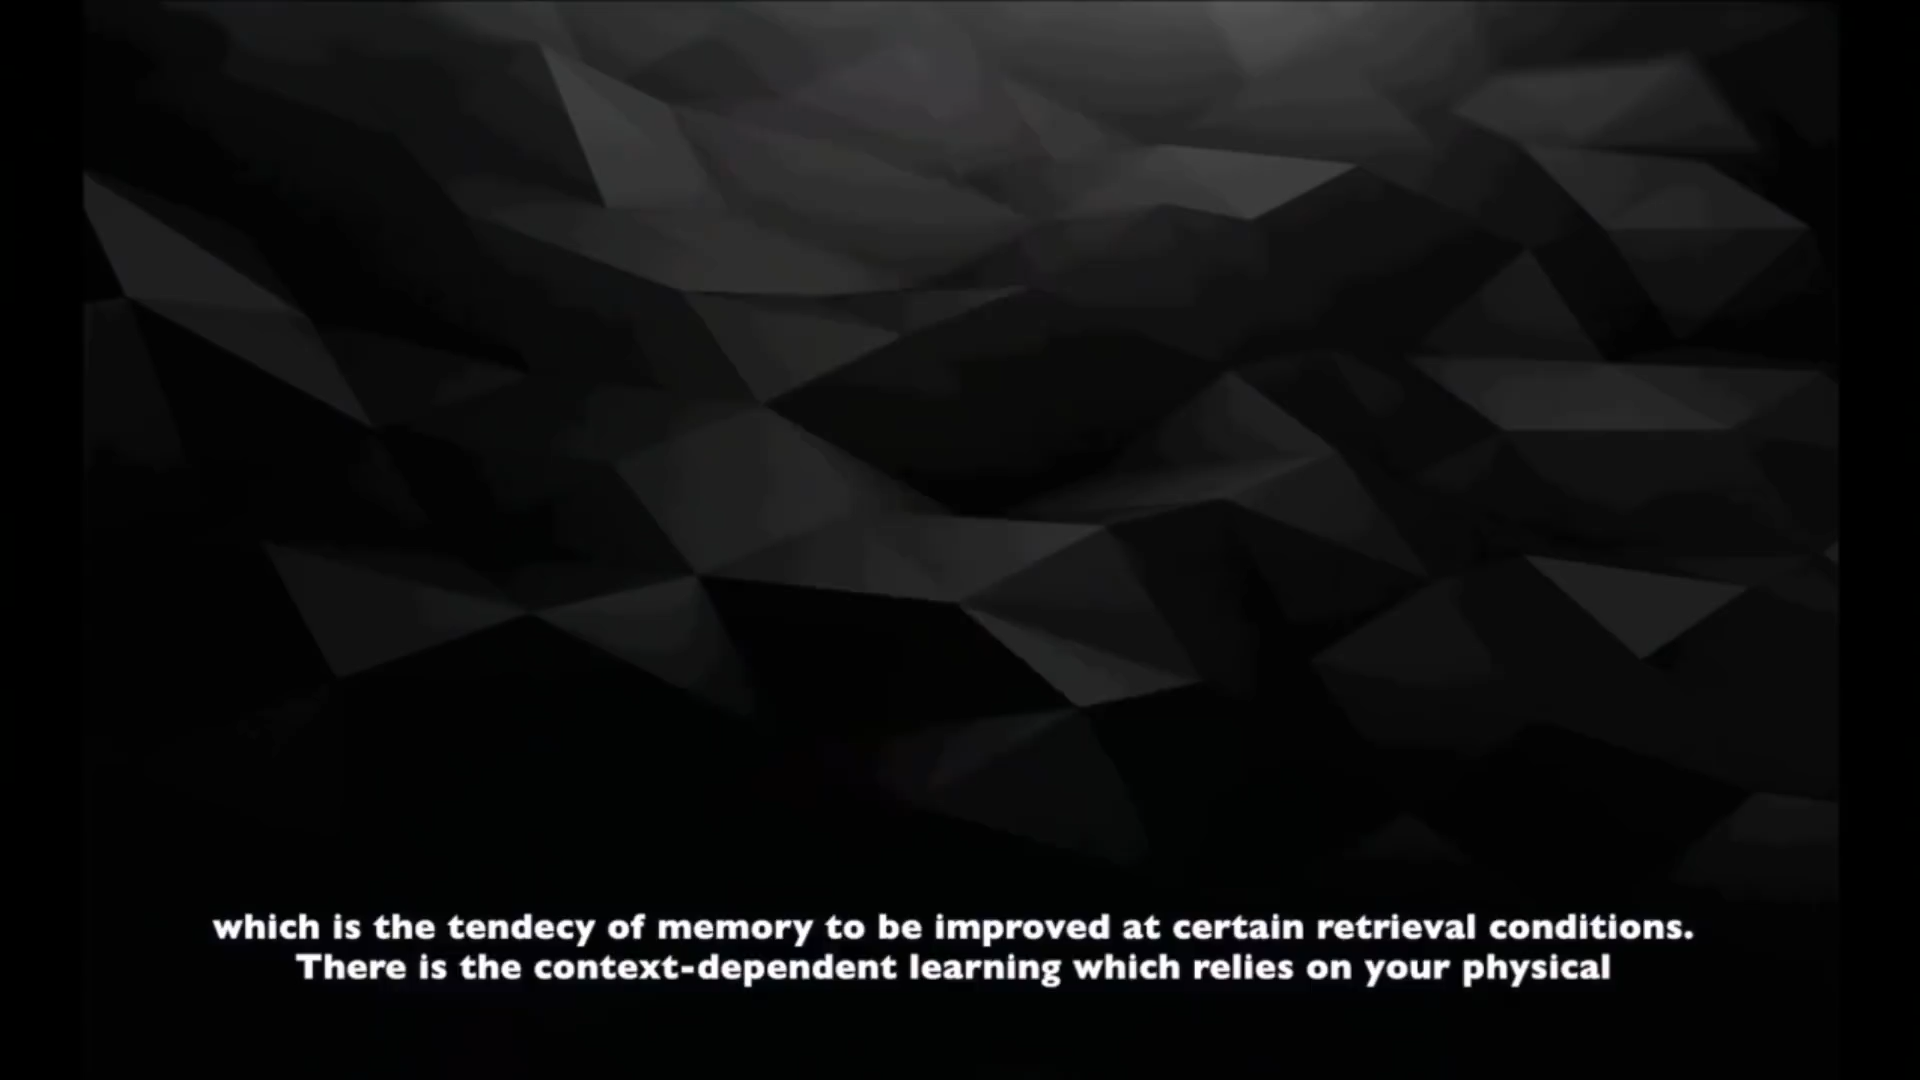 which is the tendecy of memory to be improved at certain retrieval conditions.
There is the context-dependent learning which relies on your physical